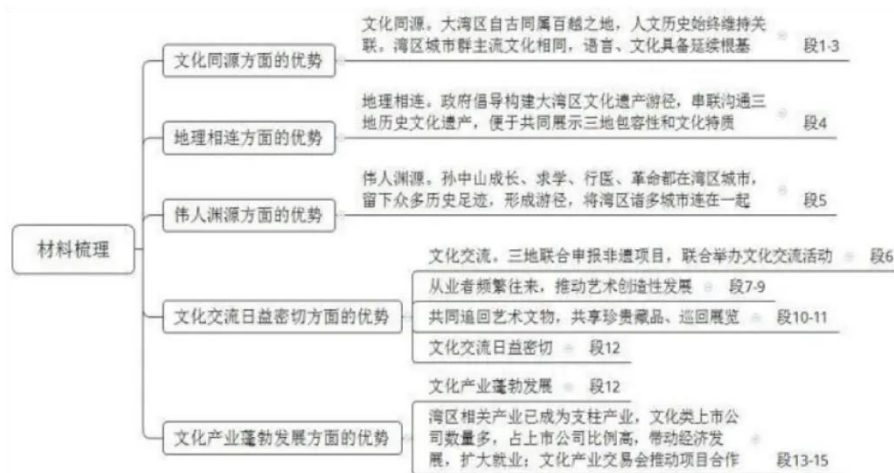 材料梳理
文化同源方面的优势
文化同源。大湾区自古同属百越之地，人文历史始终维持关
联。湾区城市群主流文化相同，语言、文化具备延续根基
段1-3
地理相连方面的优势
地理相连。政府倡导构建大湾区文化遗产游径，串联沟通三
地历史文化遗产，便于共同展示三地包容性和文化特质
段4
伟人渊源方面的优势
伟人渊源。孙中山成长、求学、行医、革命都在湾区城市，
留下众多历史足迹，形成游径，将湾区诸多城市连在一起
段5
文化交流日益密切方面的优势
文化交流。三地联合申报非遗项目，联合举办文化交流活动
段6
从业者频繁往来，推动艺术创造性发展
段7-9
共同追回艺术文物，共享珍贵藏品、巡回展览
段10-11
文化交流日益密切
段12
文化产业蓬勃发展方面的优势
文化产业蓬勃发展
段12
湾区相关产业已成为支柱产业，文化类上市公
司数量多，占上市公司比例高，带动经济发
展，扩大就业；文化产业交易会推动项目合作
段13-15